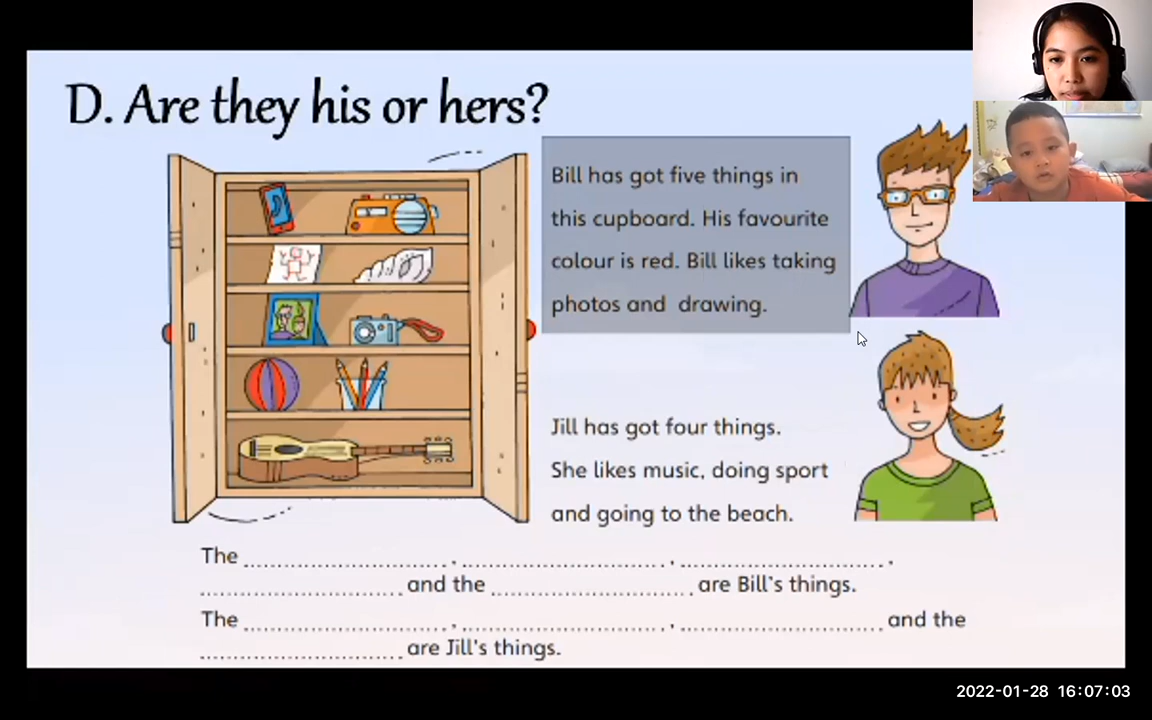 D. Are they his or hers?
Bill has got five things in
this cupboard. His favourite
colour is red. Bill likes taking
photos and drawing.
Jill has got four things.
She likes music, doing sport
and going to the beach.
The ........................, ........................, ........................,
........................ and the ........................ are Bill's things.
The ........................, ........................, ........................ and the
........................ are Jill's things.
2022-01-28 16:07:03